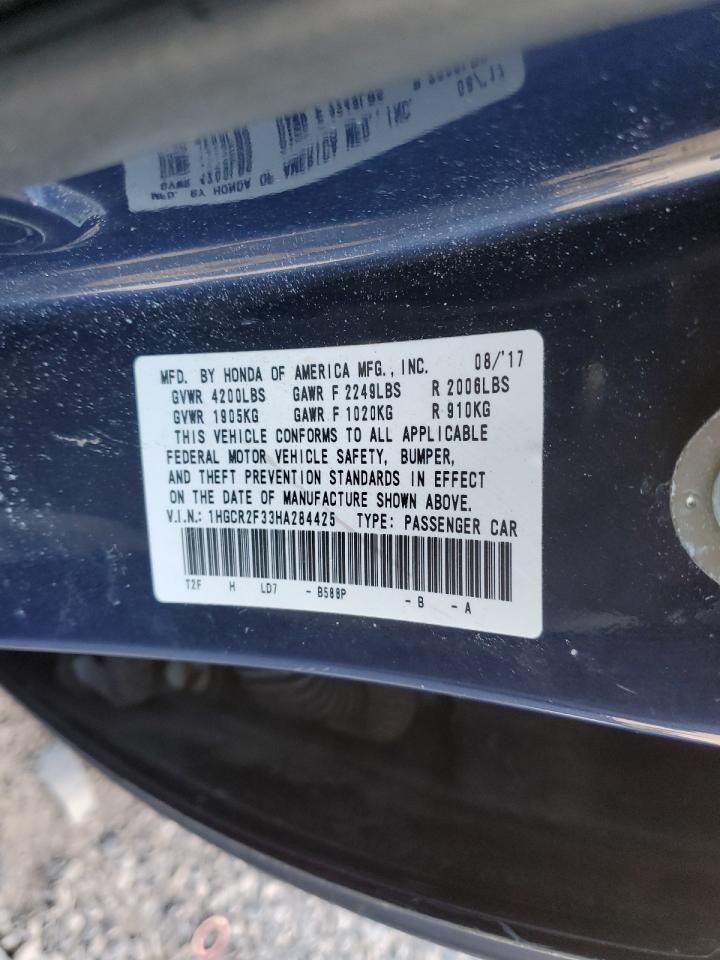 MFD. BY HONDA OF AMERICA MFG., INC. 08/'17
GVWR 4200LBS GAWR F 2249LBS R 2006LBS
GVWR 1905KG GAWR F 1020KG R 910KG
THIS VEHICLE CONFORMS TO ALL APPLICABLE
FEDERAL MOTOR VEHICLE SAFETY, BUMPER,
AND THEFT PREVENTION STANDARDS IN EFFECT
ON THE DATE OF MANUFACTURE SHOWN ABOVE.
V.I.N.: 1HGCR2F33HA284425 TYPE: PASSENGER CAR
T2F H LD7 - B588P - B - A